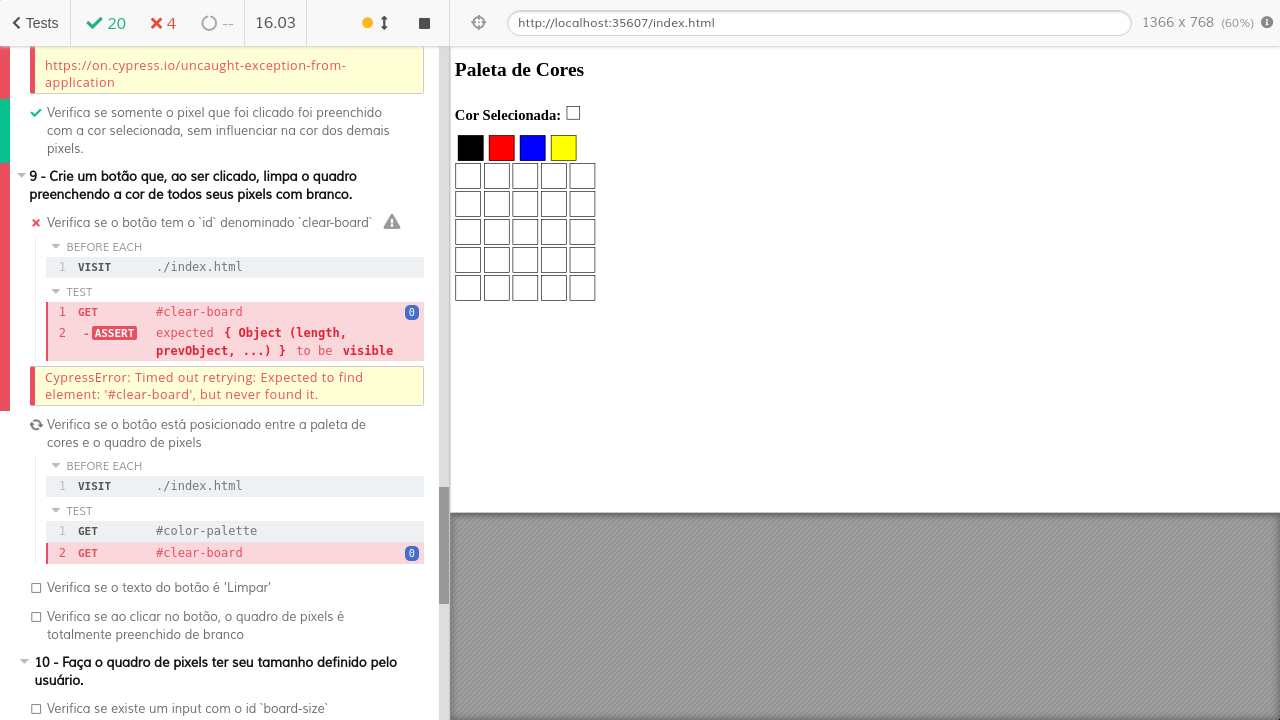 Tests
20
4
--
16.03
http://localhost:35607/index.html
1366 x 768 (60%)
https://on.cypress.io/uncaught-exception-from-
application
Verifica se somente o pixel que foi clicado foi preenchido
com a cor selecionada, sem influenciar na cor dos demais
pixels.
9 - Crie um botão que, ao ser clicado, limpa o quadro
preenchendo a cor de todos seus pixels com branco.
Verifica se o botão tem o `id` denominado `clear-board`
BEFORE EACH
1 VISIT ./index.html
TEST
1 GET #clear-board 0
2 -ASSERT expected { Object (length,
prevObject, ...) } to be visible
CypressError: Timed out retrying: Expected to find
element: '#clear-board', but never found it.
Verifica se o botão está posicionado entre a paleta de
cores e o quadro de pixels
BEFORE EACH
1 VISIT ./index.html
TEST
1 GET #color-palette
2 GET #clear-board 0
Verifica se o texto do botão é 'Limpar'
Verifica se ao clicar no botão, o quadro de pixels é
totalmente preenchido de branco
10 - Faça o quadro de pixels ter seu tamanho definido pelo
usuário.
Verifica se existe um input com o id `board-size`
Paleta de Cores
Cor Selecionada: